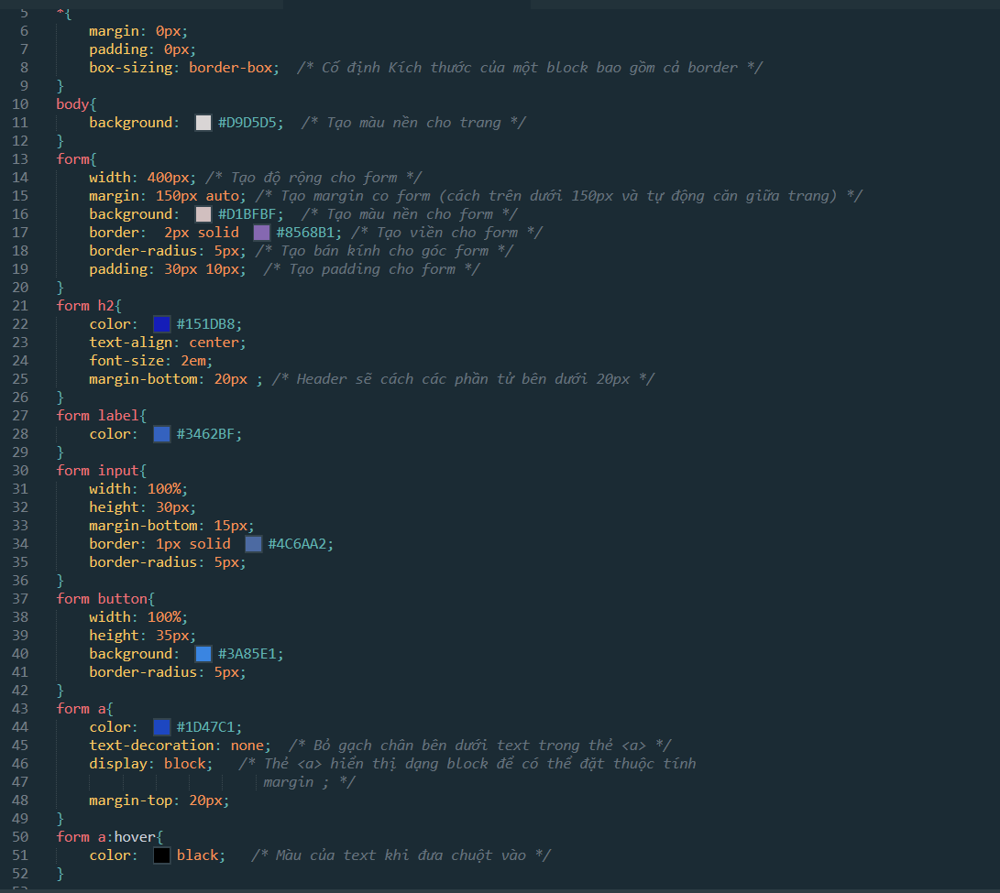 5 *{
6 margin: 0px;
7 padding: 0px;
8 box-sizing: border-box; /* Cố định Kích thước của một block bao gồm cả border */
9 }
10 body{
11 background: #D9D5D5; /* Tạo màu nền cho trang */
12 }
13 form{
14 width: 400px; /* Tạo độ rộng cho form */
15 margin: 150px auto; /* Tạo margin co form (cách trên dưới 150px và tự động căn giữa trang) */
16 background: #D1BFBF; /* Tạo màu nền cho form */
17 border: 2px solid #8568B1; /* Tạo viền cho form */
18 border-radius: 5px; /* Tạo bán kính cho góc form */
19 padding: 30px 10px; /* Tạo padding cho form */
20 }
21 form h2{
22 color: #151DB8;
23 text-align: center;
24 font-size: 2em;
25 margin-bottom: 20px ; /* Header sẽ cách các phần tử bên dưới 20px */
26 }
27 form label{
28 color: #3462BF;
29 }
30 form input{
31 width: 100%;
32 height: 30px;
33 margin-bottom: 15px;
34 border: 1px solid #4C6AA2;
35 border-radius: 5px;
36 }
37 form button{
38 width: 100%;
39 height: 35px;
40 background: #3A85E1;
41 border-radius: 5px;
42 }
43 form a{
44 color: #1D47C1;
45 text-decoration: none; /* Bỏ gạch chân bên dưới text trong thẻ <a> */
46 display: block; /* Thẻ <a> hiển thị dạng block để có thể đặt thuộc tính
47 margin ; */
48 margin-top: 20px;
49 }
50 form a:hover{
51 color: black; /* Màu của text khi đưa chuột vào */
52 }